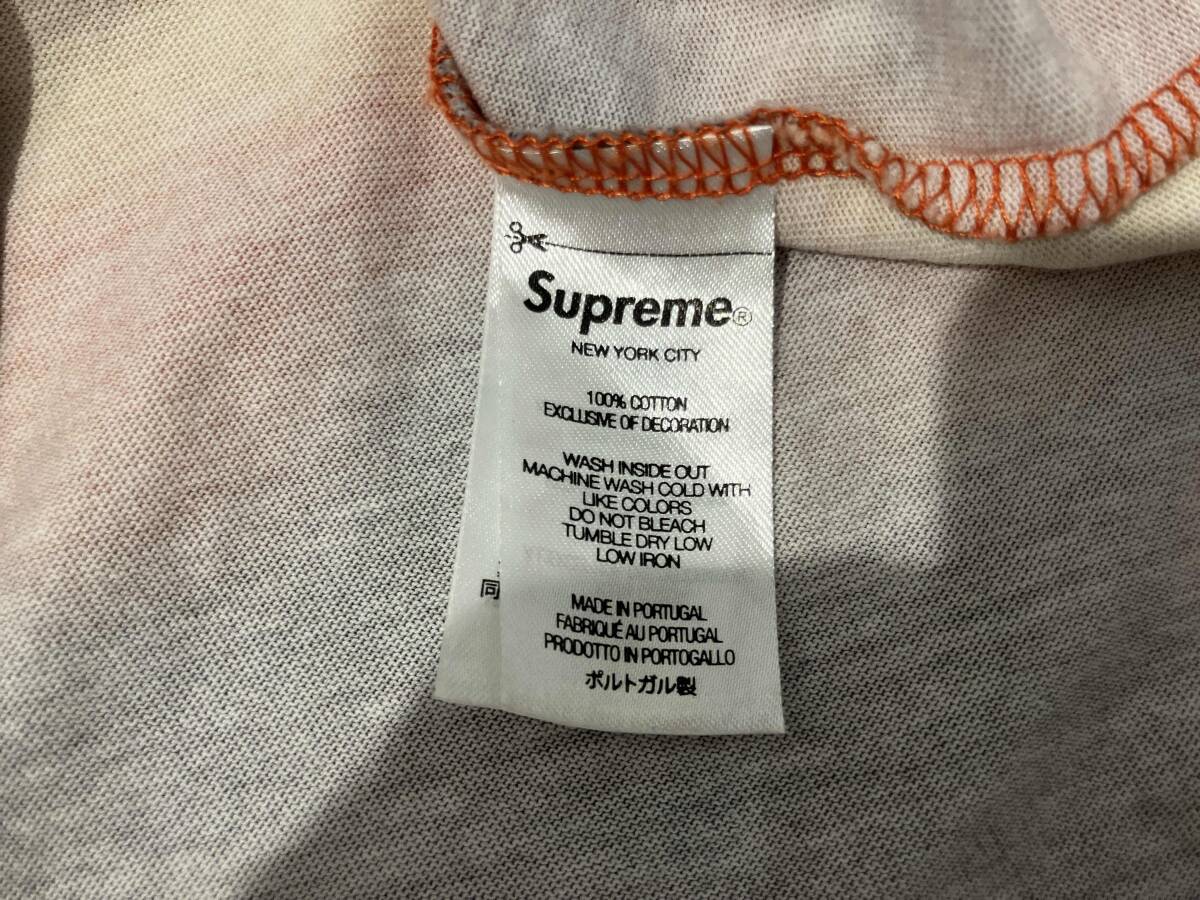 Supreme®
NEW YORK CITY
100% COTTON
EXCLUSIVE OF DECORATION
WASH INSIDE OUT
MACHINE WASH COLD WITH
LIKE COLORS
DO NOT BLEACH
TUMBLE DRY LOW
LOW IRON
同
MADE IN PORTUGAL
FABRIQUÉ AU PORTUGAL
PRODOTTO IN PORTOGALLO
ポルトガル製